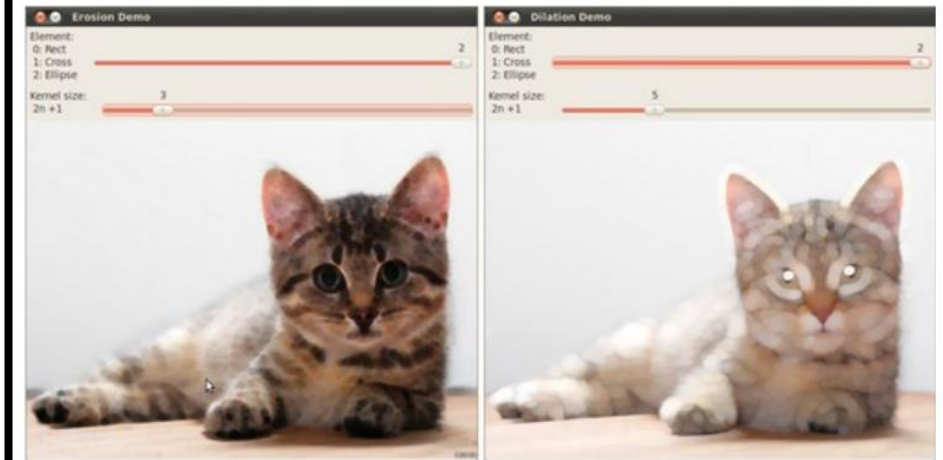 Erosion Demo
Element:
0: Rect
2
1: Cross
2: Ellipse
Kernel size:
3
2n +1
Dilation Demo
Element:
0: Rect
2
1: Cross
2: Ellipse
Kernel size:
5
2n +1